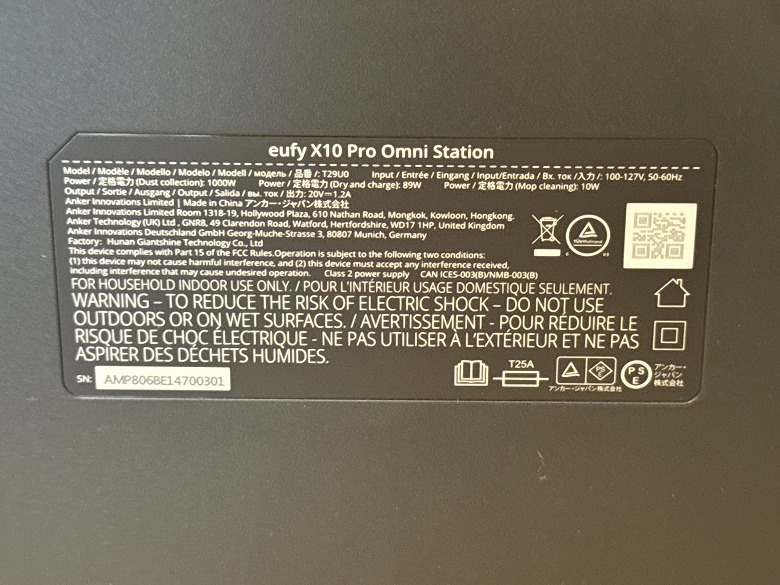 eufy X10 Pro Omni Station
Model / Modèle / Modello / Modelo / Modell / модель / 品番 /: T29U0 Input / Entrée / Eingang / Input/Entrada / Вх. ток /入力 /: 100-127V, 50-60Hz
Power / 定格電力 (Dust collection): 1000W Power / 定格電力 (Dry and charge): 89W Power / 定格電力 (Mop cleaning): 10W
Output / Sortie / Ausgang / Output / Salida / вых. ток / 出力: 20V⎓1.2A
Anker Innovations Limited | Made in China アンカー・ジャパン株式会社
Anker Innovations Limited Room 1318-19, Hollywood Plaza, 610 Nathan Road, Mongkok, Kowloon, Hongkong.
Anker Technology (UK) Ltd , GNR8, 49 Clarendon Road, Watford, Hertfordshire, WD17 1HP, United Kingdom
Anker Innovations Deutschland GmbH Georg-Muche-Strasse 3, 80807 Munich, Germany
Factory: Hunan Giantshine Technology Co., Ltd
This device complies with Part 15 of the FCC Rules.Operation is subject to the following two conditions:
(1) this device may not cause harmful interference, and (2) this device must accept any interference received,
including interference that may cause undesired operation. Class 2 power supply CAN ICES-003(B)/NMB-003(B)
TÜVRheinland
C US
FOR HOUSEHOLD INDOOR USE ONLY. / POUR L'INTÉRIEUR USAGE DOMESTIQUE SEULEMENT.
WARNING – TO REDUCE THE RISK OF ELECTRIC SHOCK – DO NOT USE
OUTDOORS OR ON WET SURFACES. / AVERTISSEMENT - POUR RÉDUIRE LE
RISQUE DE CHOC ÉLECTRIQUE - NE PAS UTILISER À L'EXTÉRIEUR ET NE PAS
ASPIRER DES DÉCHETS HUMIDES.
SN: AMP806BE14700301
T25A
アンカー・ジャパン株式会社
P S
E
アンカー・
ジャパン
株式会社